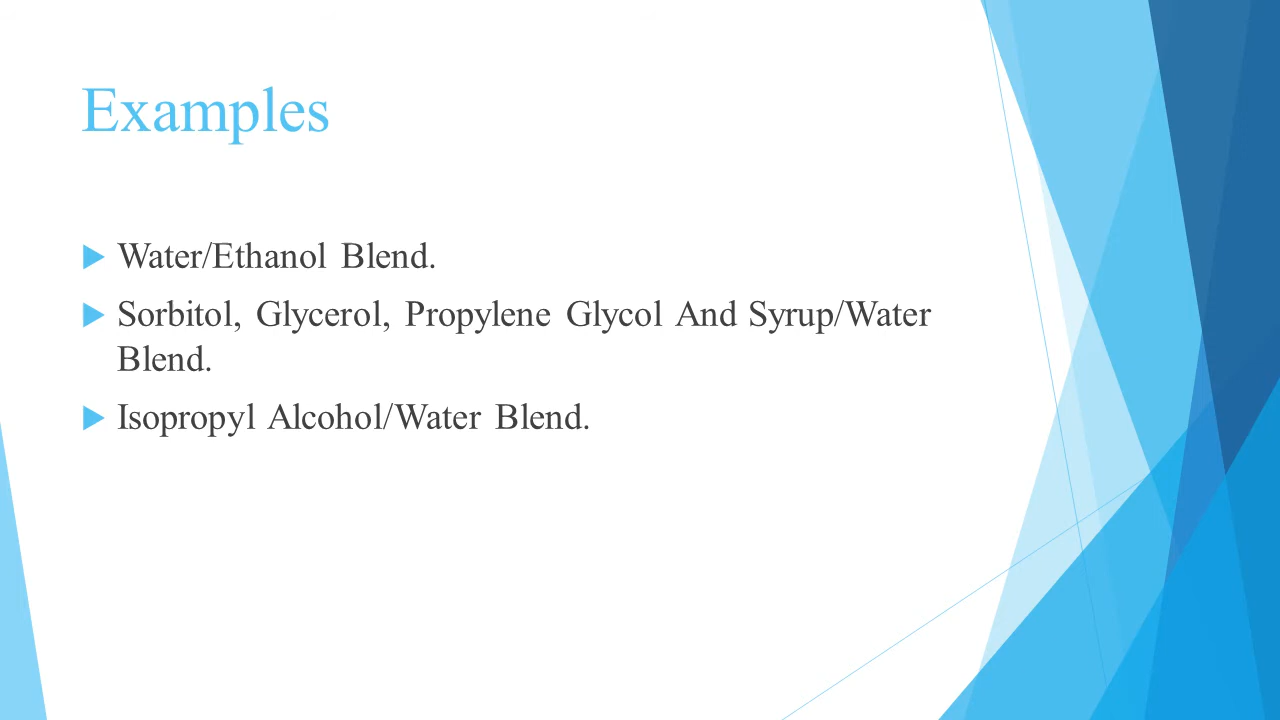 Examples
Water/Ethanol Blend.
Sorbitol, Glycerol, Propylene Glycol And Syrup/Water
Blend.
Isopropyl Alcohol/Water Blend.